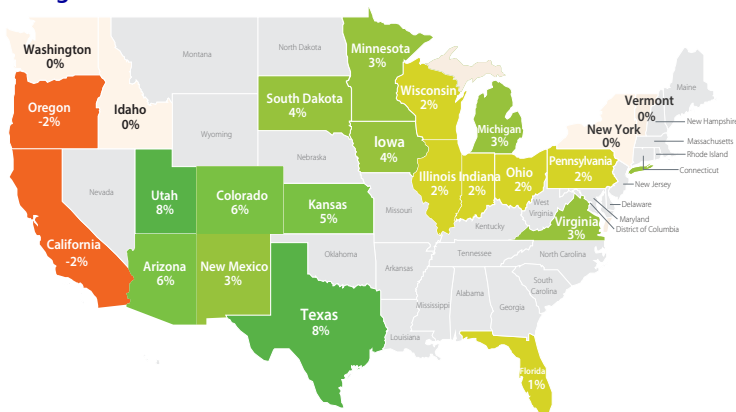 Washington
0%
Montana
North Dakota
Minnesota
3%
Oregon
-2%
Idaho
0%
South Dakota
4%
Wisconsin
2%
Michigan
3%
Vermont
0%
Maine
New Hampshire
New York
0%
Massachusetts
Rhode Island
Connecticut
Wyoming
Iowa
4%
Nebraska
Illinois
2%
Indiana
2%
Ohio
2%
Pennsylvania
2%
New Jersey
Delaware
Maryland
District of Columbia
Nevada
Utah
8%
Colorado
6%
Kansas
5%
Missouri
West
Virginia
Kentucky
Virginia
3%
California
-2%
Arizona
6%
New Mexico
3%
Oklahoma
Arkansas
Tennessee
North Carolina
South
Carolina
Texas
8%
Mississippi
Alabama
Georgia
Louisiana
Florida
1%